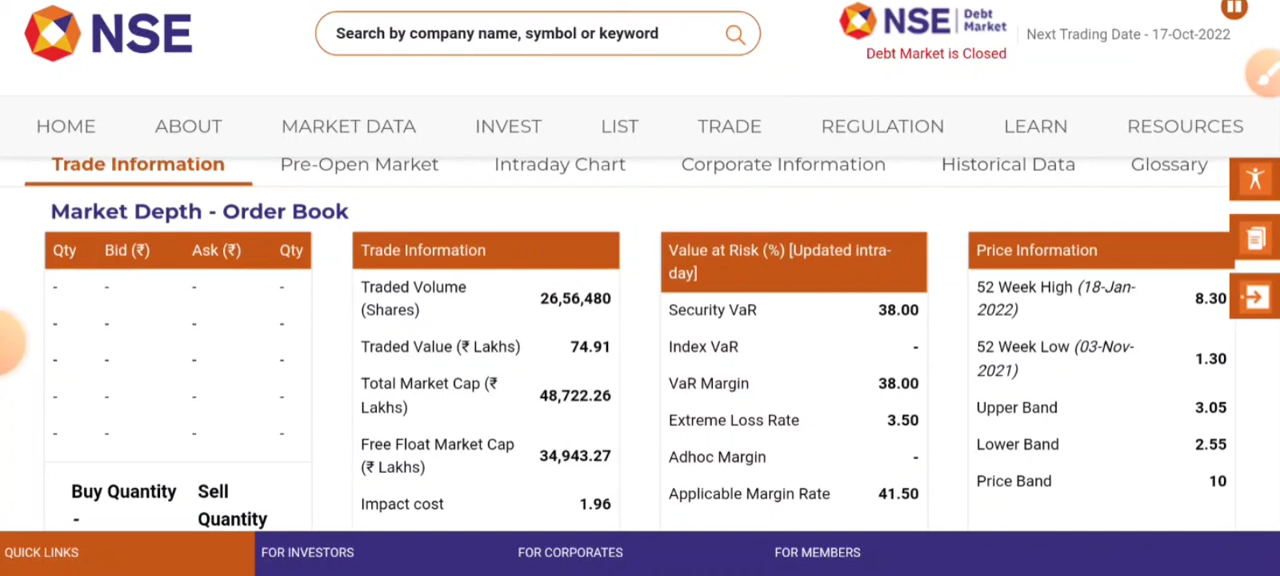 NSE
Search by company name, symbol or keyword
NSE Debt Market
Debt Market is Closed
Next Trading Date - 17-Oct-2022
HOME ABOUT MARKET DATA INVEST LIST TRADE REGULATION LEARN RESOURCES
Trade Information Pre-Open Market Intraday Chart Corporate Information Historical Data Glossary
Market Depth - Order Book
Qty Bid (₹) Ask (₹) Qty
- - - -
- - - -
- - - -
- - - -
- - - -
Buy Quantity Sell Quantity
-
Trade Information
Traded Volume (Shares) 26,56,480
Traded Value (₹ Lakhs) 74.91
Total Market Cap (₹ Lakhs) 48,722.26
Free Float Market Cap (₹ Lakhs) 34,943.27
Impact cost 1.96
Value at Risk (%) [Updated intra-day]
Security VaR 38.00
Index VaR -
VaR Margin 38.00
Extreme Loss Rate 3.50
Adhoc Margin -
Applicable Margin Rate 41.50
Price Information
52 Week High (18-Jan-2022) 8.30
52 Week Low (03-Nov-2021) 1.30
Upper Band 3.05
Lower Band 2.55
Price Band 10
QUICK LINKS FOR INVESTORS FOR CORPORATES FOR MEMBERS